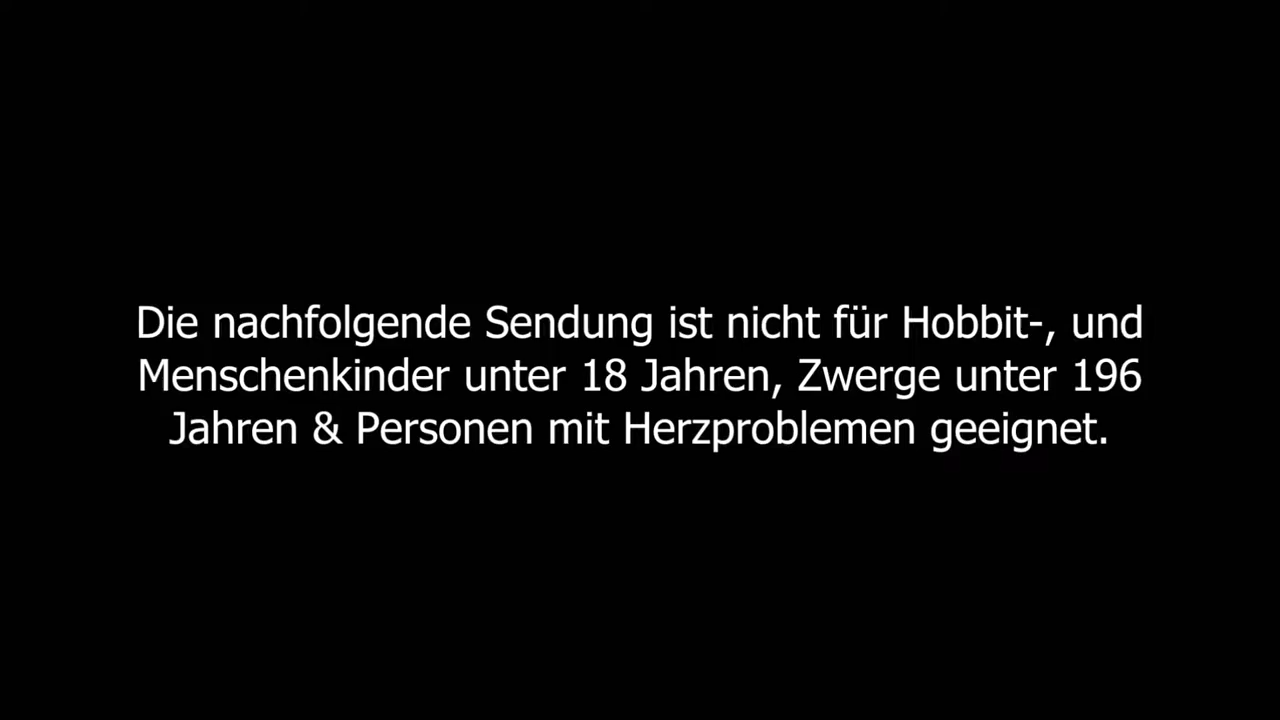 Die nachfolgende Sendung ist nicht für Hobbit-, und
Menschenkinder unter 18 Jahren, Zwerge unter 196
Jahren & Personen mit Herzproblemen geeignet.